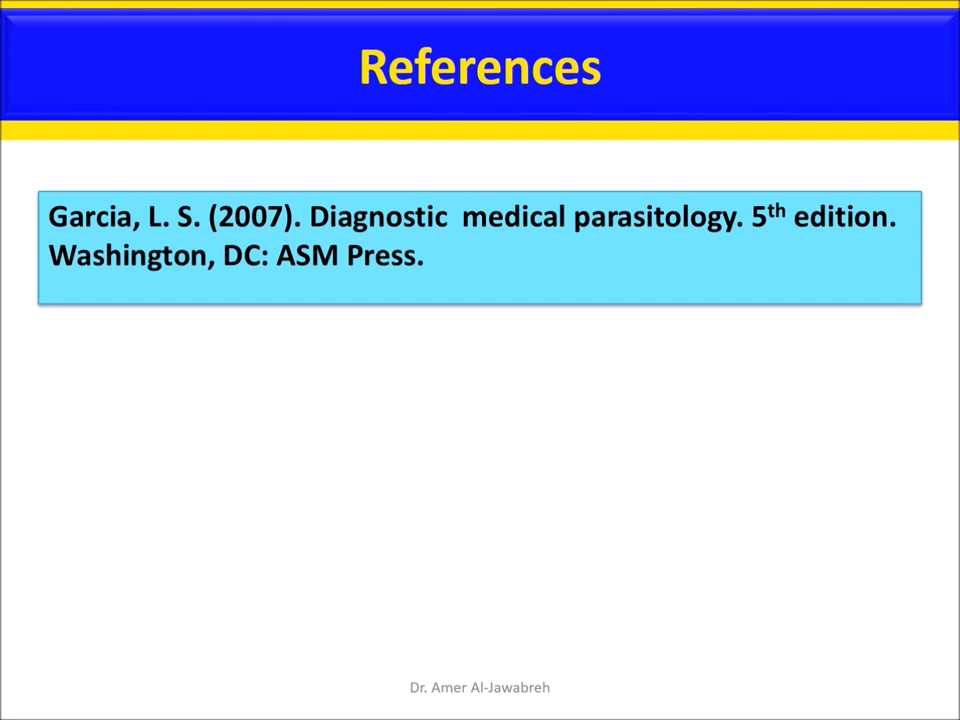 References
Garcia, L. S. (2007). Diagnostic  medical parasitology. 5th edition.
Washington, DC: ASM Press.
Dr. Amer Al-Jawabreh